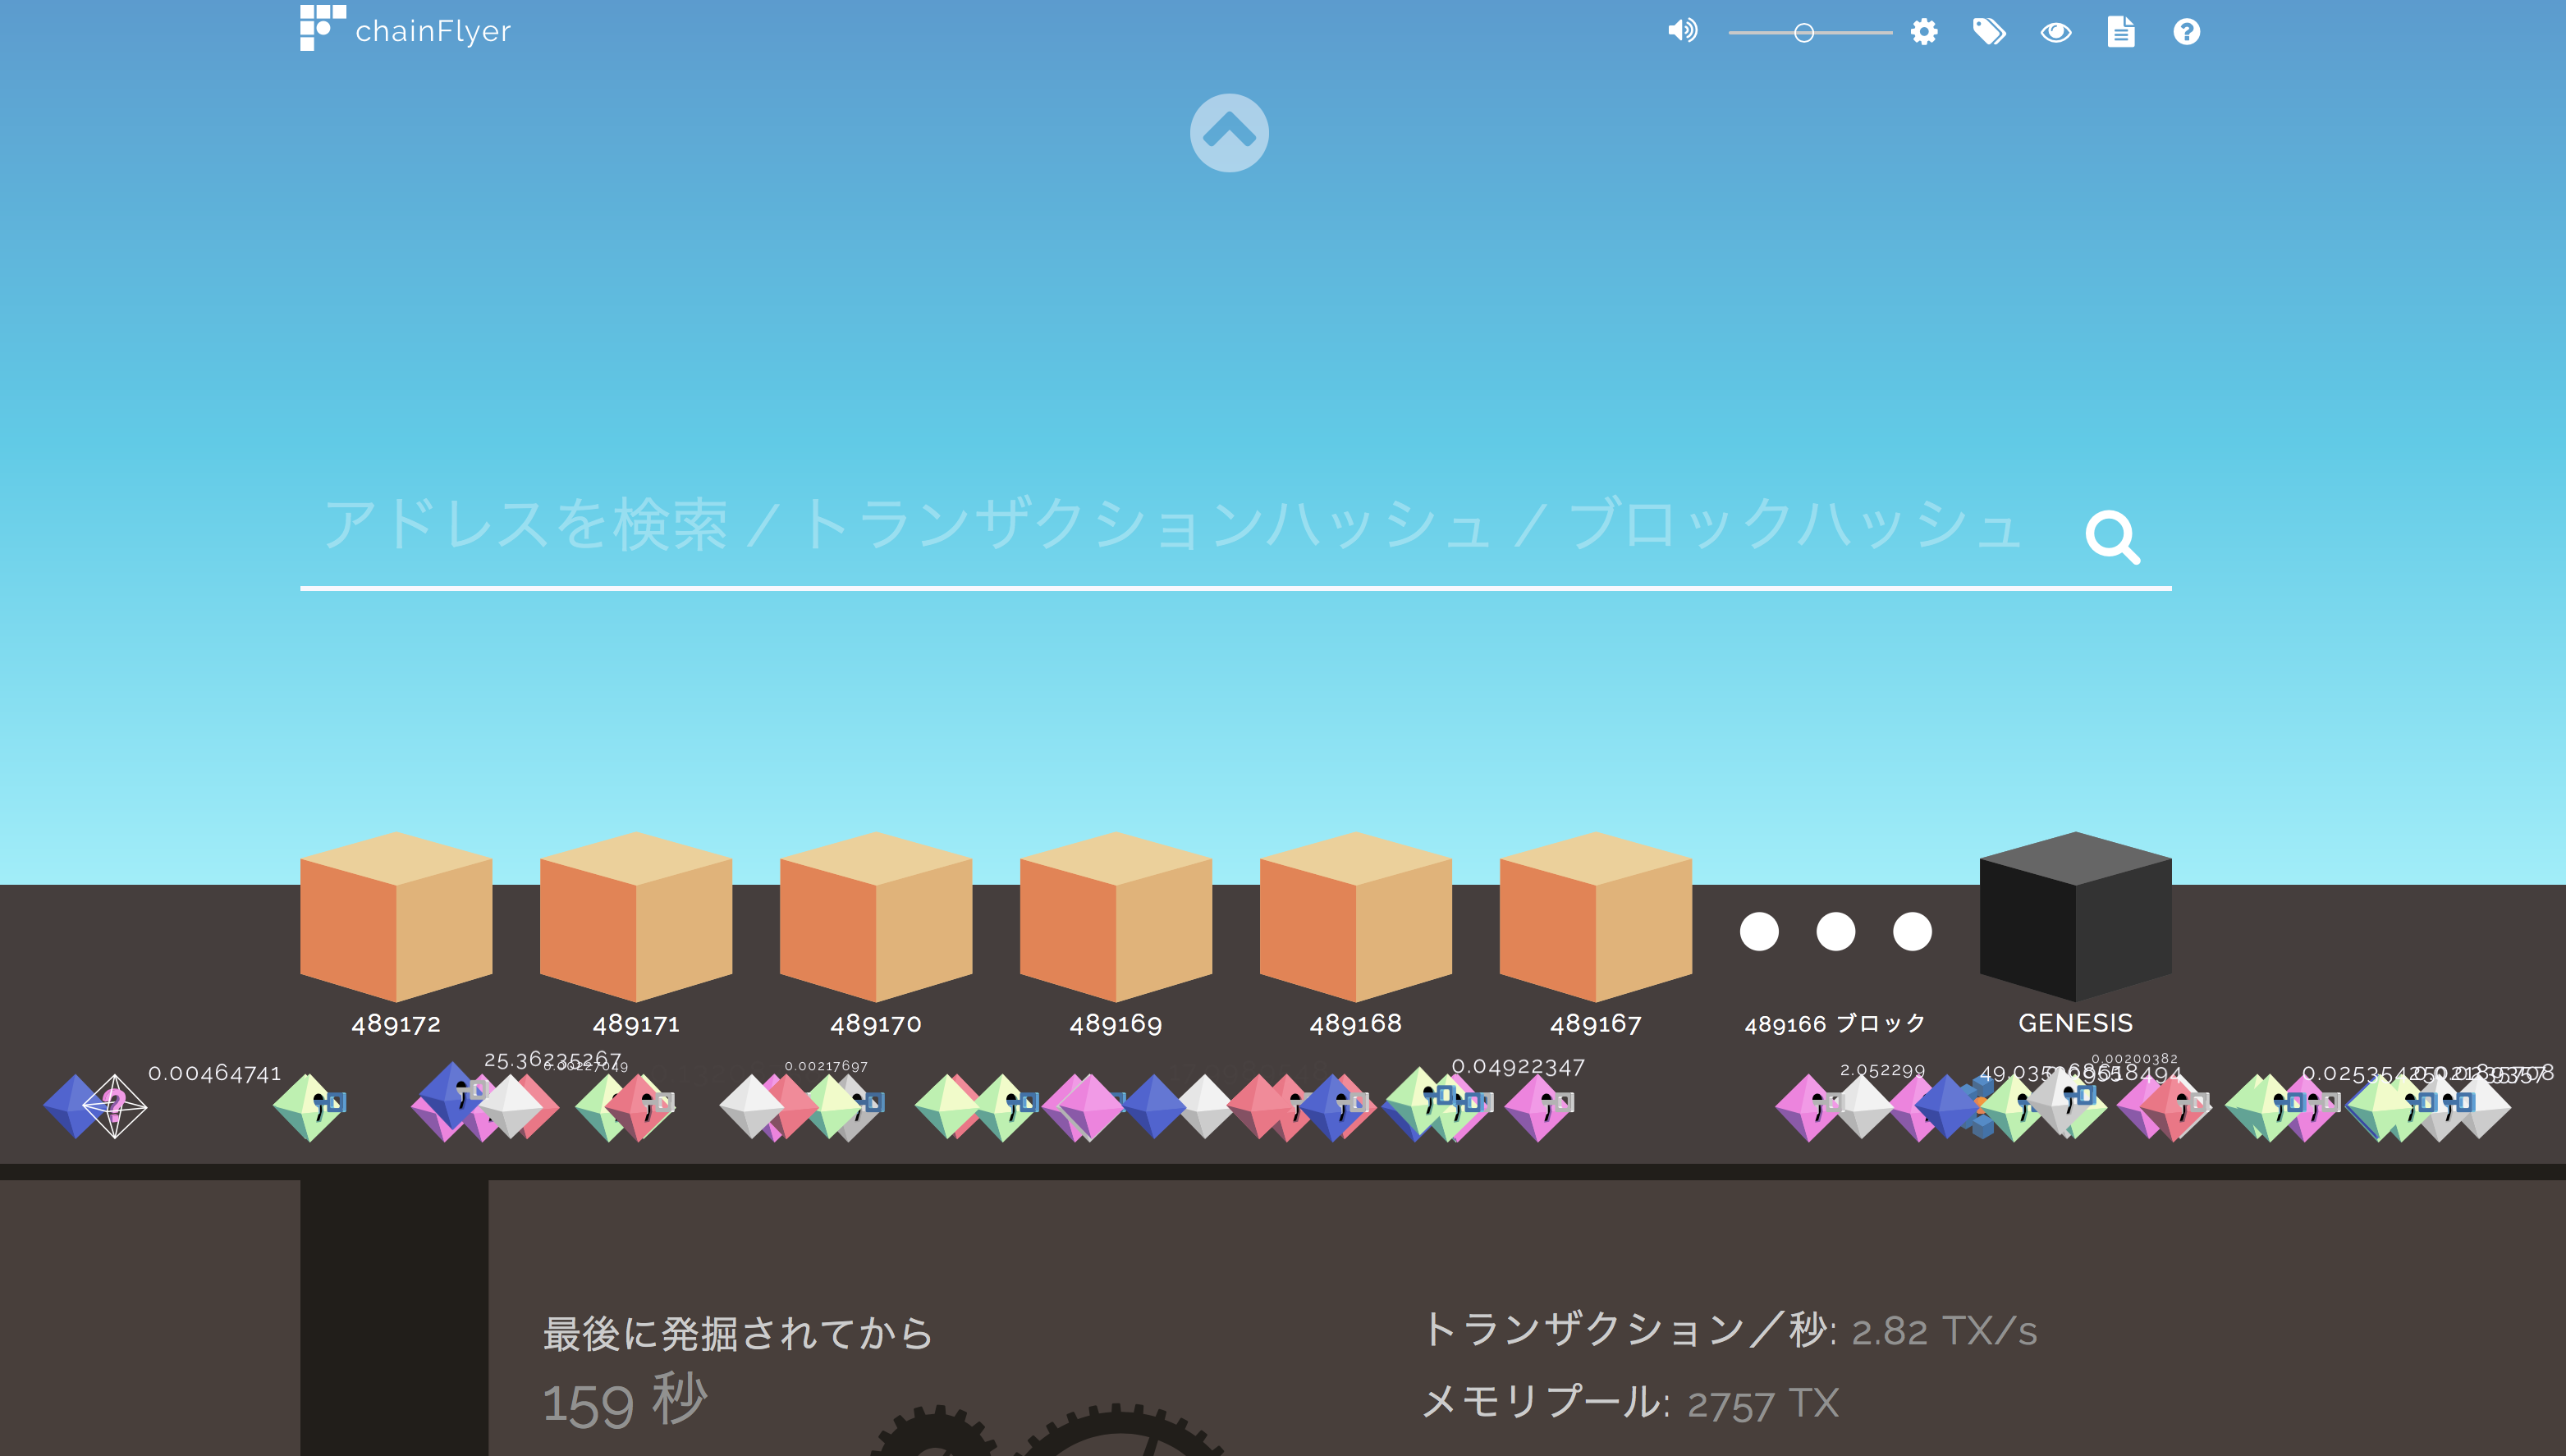 chainFlyer
アドレスを検索 / トランザクションハッシュ / ブロックハッシュ
489172
489171
489170
489169
489168
489167
489166 ブロック
GENESIS
0.00464741
25.36235267
0.00217697
0.04922347
2.052299
0.00200382
最後に発掘されてから
159 秒
トランザクション／秒: 2.82 TX/s
メモリプール: 2757 TX